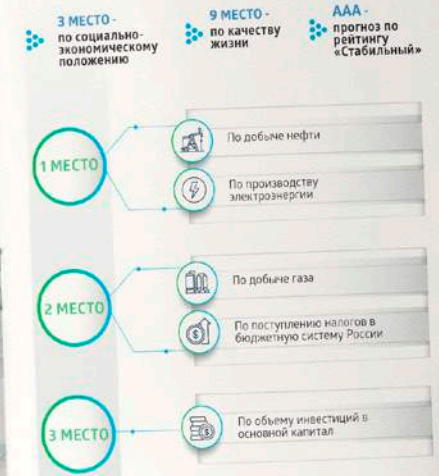 3 МЕСТО -
по социально-
экономическому
положению
9 МЕСТО -
по качеству
жизни
ААА -
прогноз по
рейтингу
«Стабильный»
1 МЕСТО
По добыче нефти
По производству
электроэнергии
2 МЕСТО
По добыче газа
По поступлению налогов в
бюджетную систему России
3 МЕСТО
По объему инвестиций в
основной капитал